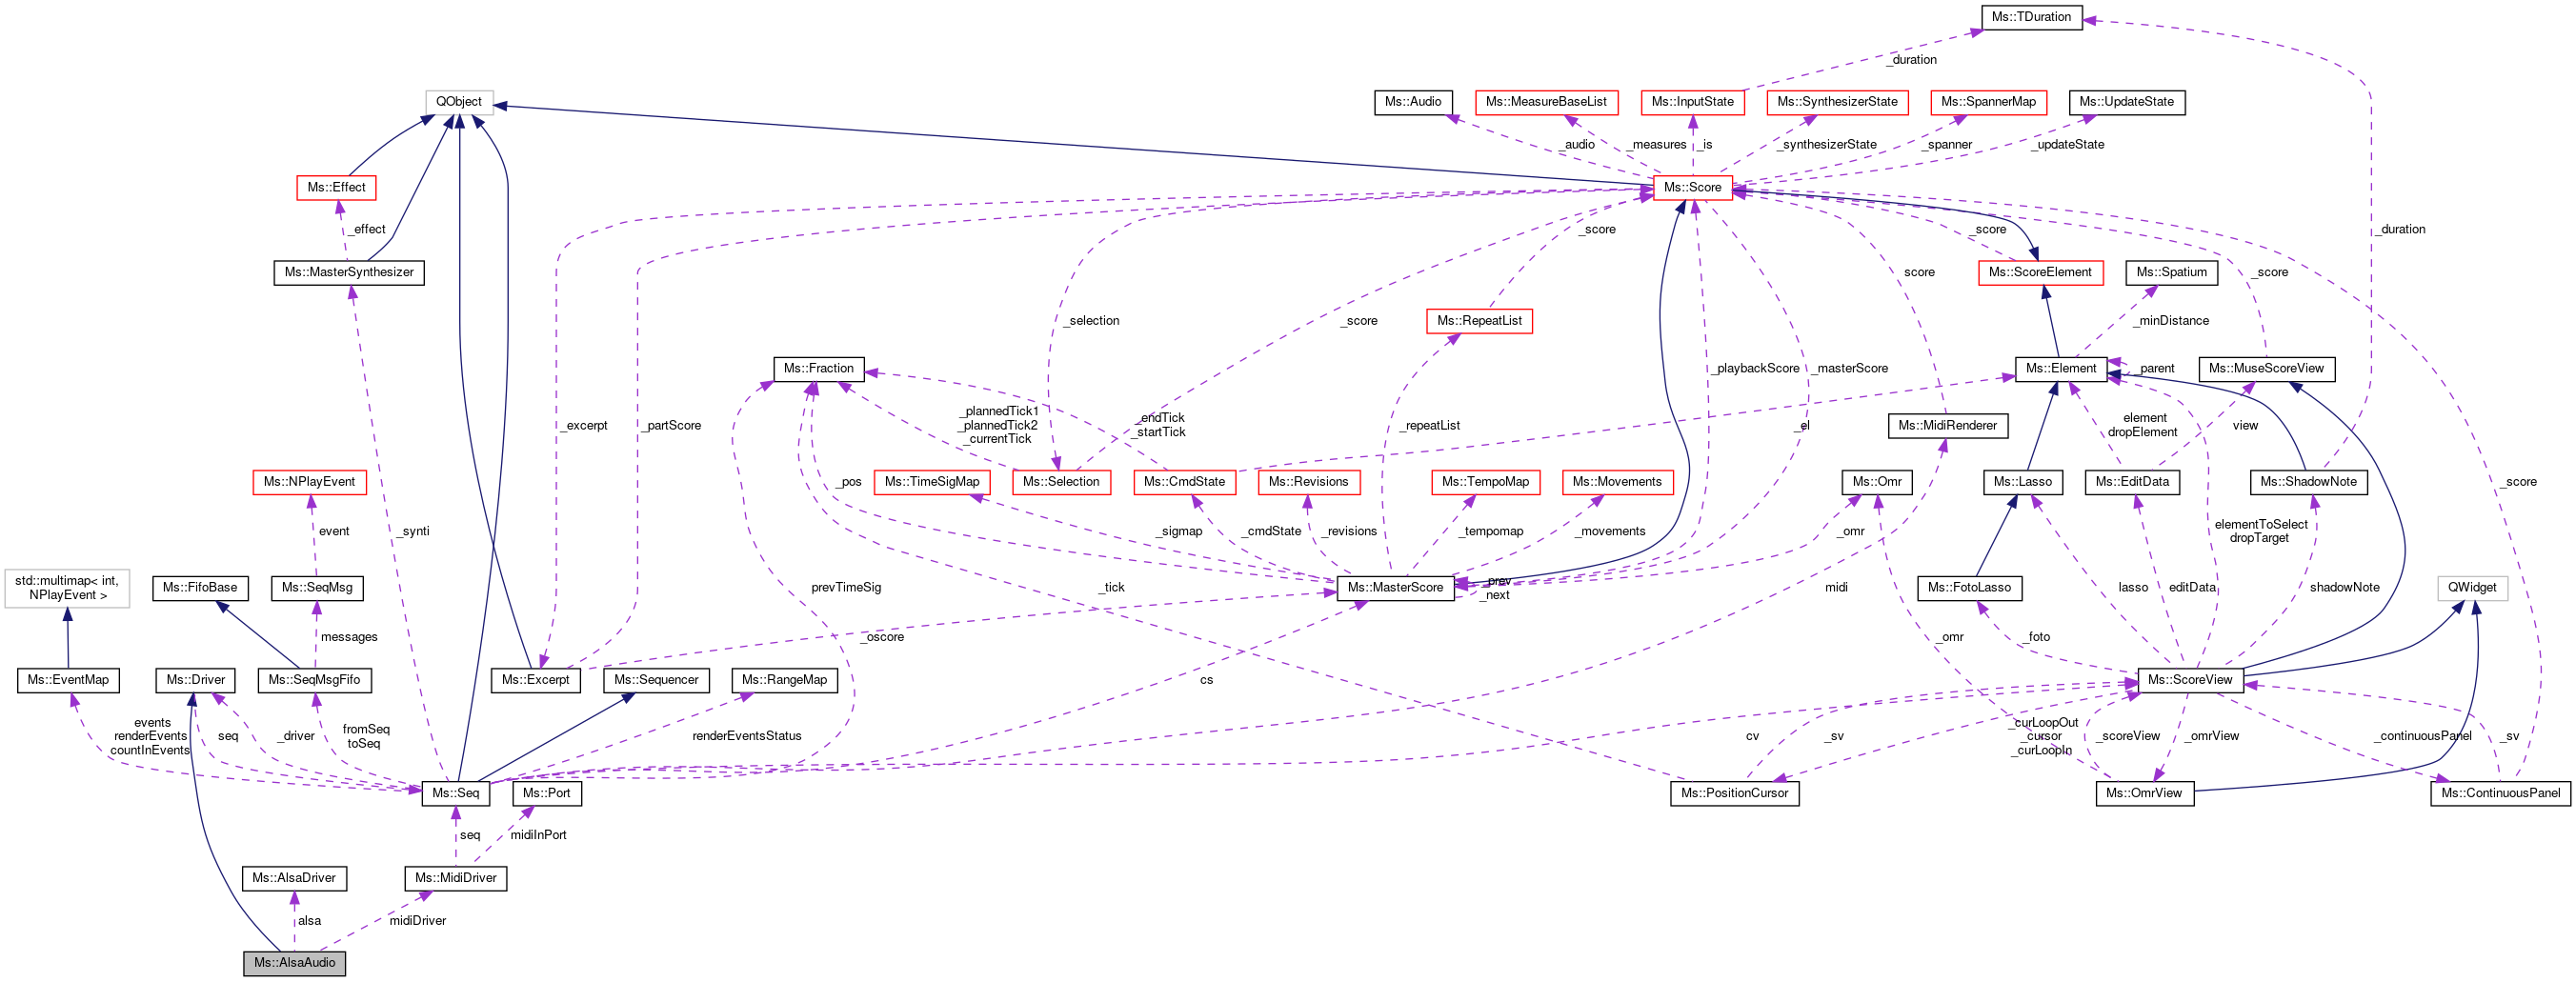 Ms::TDuration
_duration
QObject
Ms::Audio
Ms::MeasureBaseList
Ms::InputState
Ms::SynthesizerState
Ms::SpannerMap
Ms::UpdateState
_audio
_measures
_is
_synthesizerState
_spanner
_updateState
Ms::Effect
Ms::Score
_effect
_score
_score
_duration
Ms::MasterSynthesizer
Ms::ScoreElement
Ms::Spatium
score
_score
_selection
_score
Ms::RepeatList
_minDistance
Ms::Fraction
_playbackScore
_masterScore
Ms::Element
_parent
Ms::MuseScoreView
_excerpt
_partScore
_plannedTick1
_plannedTick2
_currentTick
_endTick
_startTick
_repeatList
_el
Ms::MidiRenderer
element
dropElement
view
Ms::NPlayEvent
_pos
Ms::TimeSigMap
Ms::Selection
Ms::CmdState
Ms::Revisions
Ms::TempoMap
Ms::Movements
Ms::Omr
Ms::Lasso
Ms::EditData
Ms::ShadowNote
_score
event
_synti
_sigmap
_cmdState
_revisions
_tempomap
_movements
_omr
elementToSelect
dropTarget
std::multimap< int,
NPlayEvent >
Ms::FifoBase
Ms::SeqMsg
prevTimeSig
_tick
Ms::MasterScore
_prev
_next
midi
Ms::FotoLasso
lasso
editData
shadowNote
QWidget
messages
_oscore
_omr
_foto
Ms::EventMap
Ms::Driver
Ms::SeqMsgFifo
Ms::Excerpt
Ms::Sequencer
Ms::RangeMap
cs
Ms::ScoreView
events
renderEvents
countInEvents
seq
_driver
fromSeq
toSeq
renderEventsStatus
cv
_sv
_curLoopOut
_cursor
_curLoopIn
_scoreView
_omrView
_continuousPanel
_sv
Ms::Seq
Ms::Port
Ms::PositionCursor
Ms::OmrView
Ms::ContinuousPanel
seq
midiInPort
Ms::AlsaDriver
Ms::MidiDriver
alsa
midiDriver
Ms::AlsaAudio